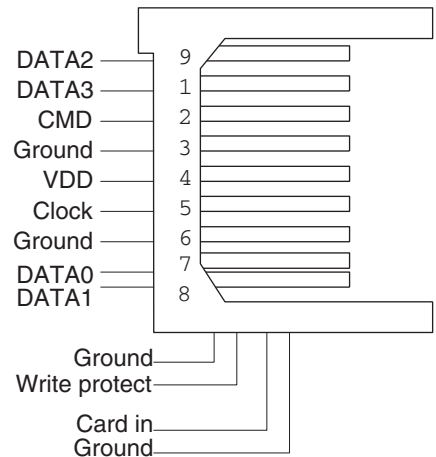 DATA2 9
DATA3 1
CMD 2
Ground 3
VDD 4
Clock 5
Ground 6
DATA0 7
DATA1 8
Ground
Write protect
Card in
Ground